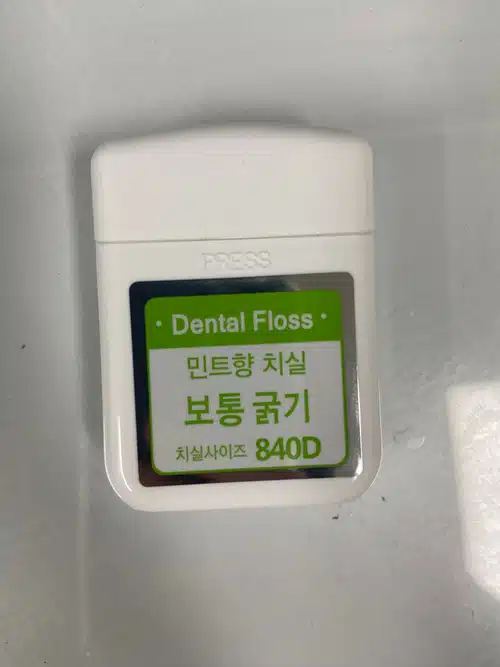 PRESS
· Dental Floss ·
민트향 치실
보통 굵기
치실사이즈 840D